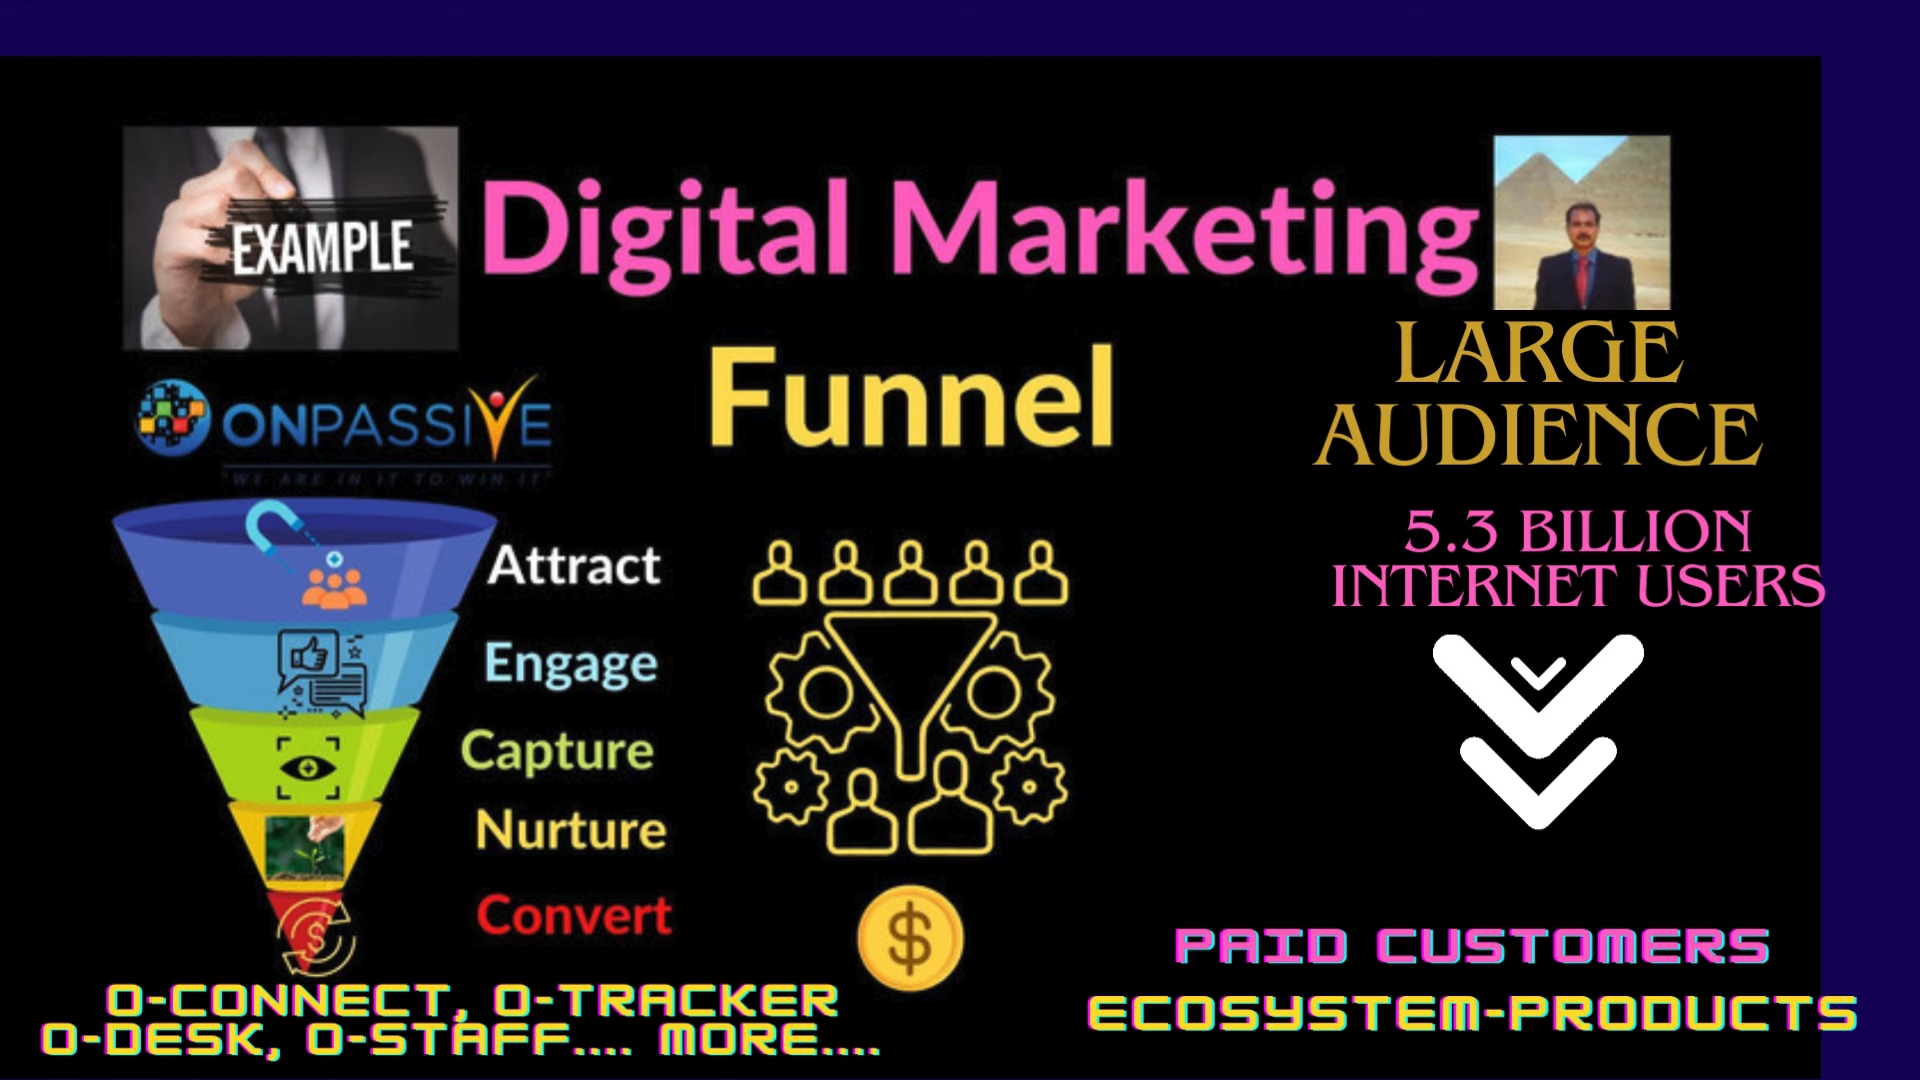 EXAMPLE
Digital Marketing
Funnel
ONPASSIVE
"WE ARE IN IT TO WIN IT"
LARGE
AUDIENCE
5.3 BILLION
INTERNET USERS
Attract
Engage
Capture
Nurture
Convert
$
$
PAID CUSTOMERS
ECOSYSTEM-PRODUCTS
O-CONNECT, O-TRACKER
O-DESK, O-STAFF.... MORE....